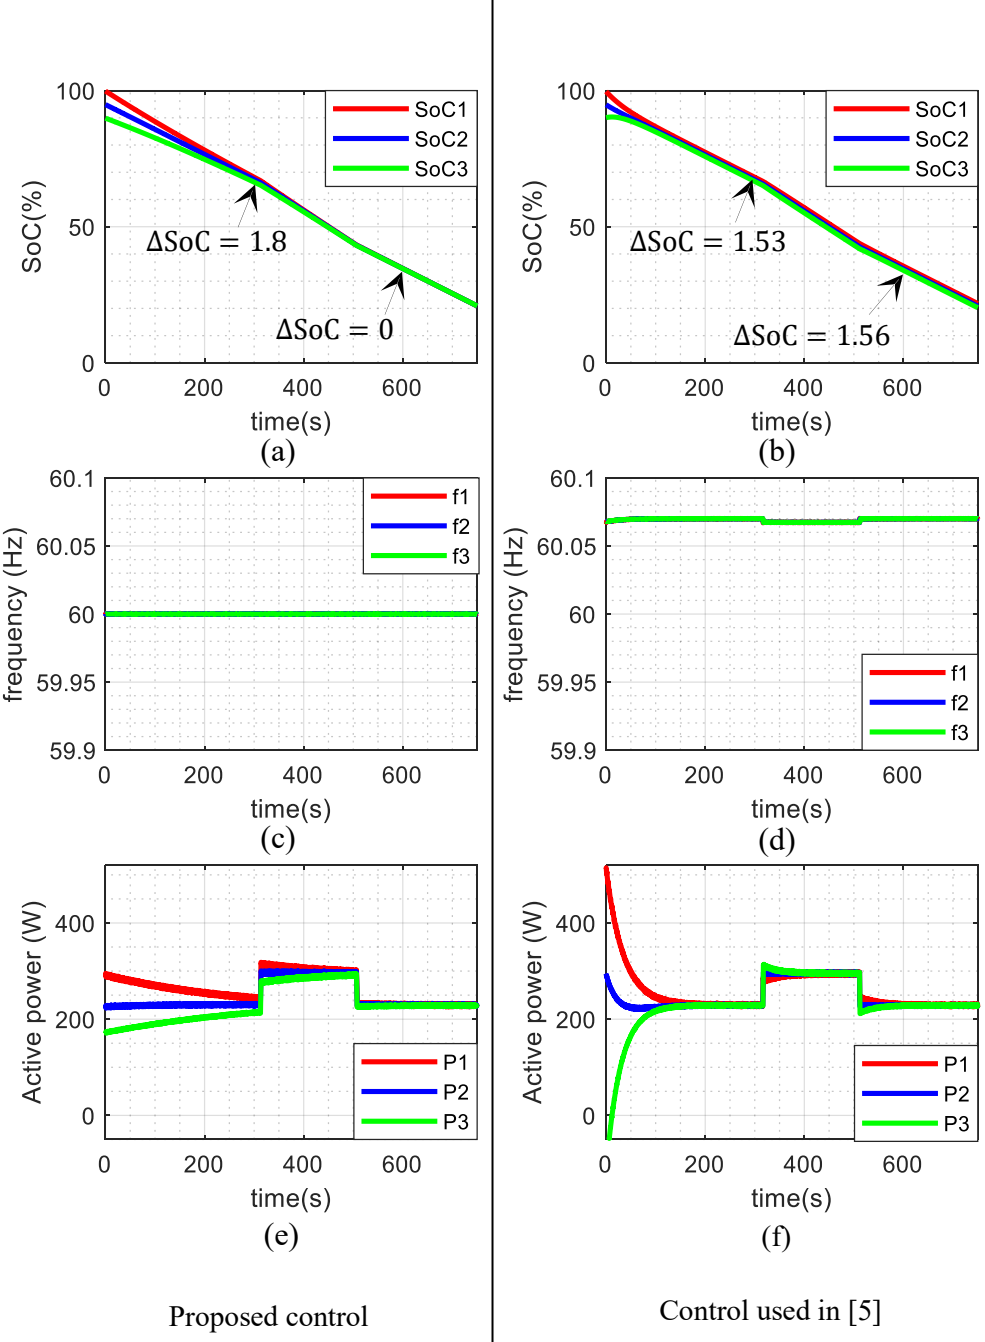 100
50
0
SoC(%)
SoC1
SoC2
SoC3
ΔSoC = 1.8
ΔSoC = 0
0 200 400 600
time(s)
(a)
100
50
0
SoC(%)
SoC1
SoC2
SoC3
ΔSoC = 1.53
ΔSoC = 1.56
0 200 400 600
time(s)
(b)
60.1
60.05
60
59.95
59.9
frequency (Hz)
f1
f2
f3
0 200 400 600
time(s)
(c)
60.1
60.05
60
59.95
59.9
frequency (Hz)
f1
f2
f3
0 200 400 600
time(s)
(d)
400
200
0
Active power (W)
P1
P2
P3
0 200 400 600
time(s)
(e)
400
200
0
Active power (W)
P1
P2
P3
0 200 400 600
time(s)
(f)
Proposed control
Control used in [5]